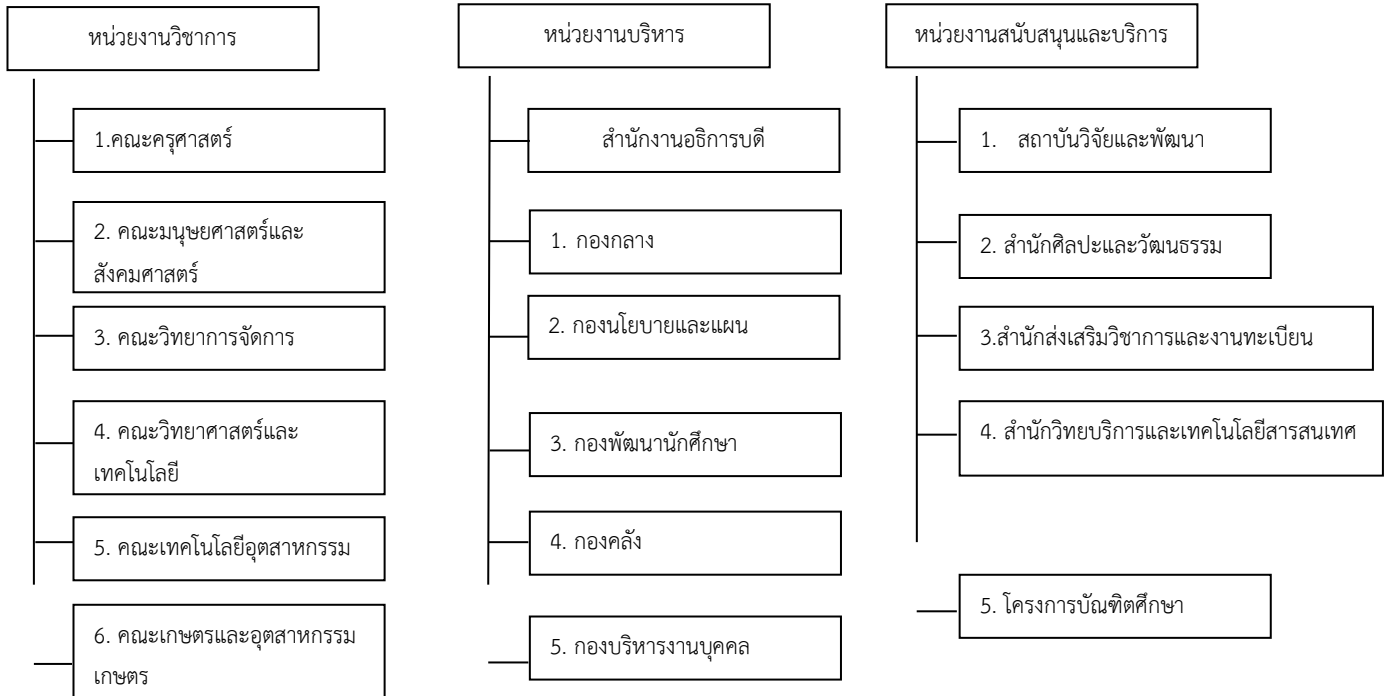 หน่วยงานวิชาการ
1.คณะครุศาสตร์
2. คณะมนุษยศาสตร์และ
สังคมศาสตร์
3. คณะวิทยาการจัดการ
4. คณะวิทยาศาสตร์และ
เทคโนโลยี
5. คณะเทคโนโลยีอุตสาหกรรม
6. คณะเกษตรและอุตสาหกรรม
เกษตร
หน่วยงานบริหาร
สำนักงานอธิการบดี
1. กองกลาง
2. กองนโยบายและแผน
3. กองพัฒนานักศึกษา
4. กองคลัง
5. กองบริหารงานบุคคล
หน่วยงานสนับสนุนและบริการ
1. สถาบันวิจัยและพัฒนา
2. สำนักศิลปะและวัฒนธรรม
3.สำนักส่งเสริมวิชาการและงานทะเบียน
4. สำนักวิทยบริการและเทคโนโลยีสารสนเทศ
5. โครงการบัณฑิตศึกษา